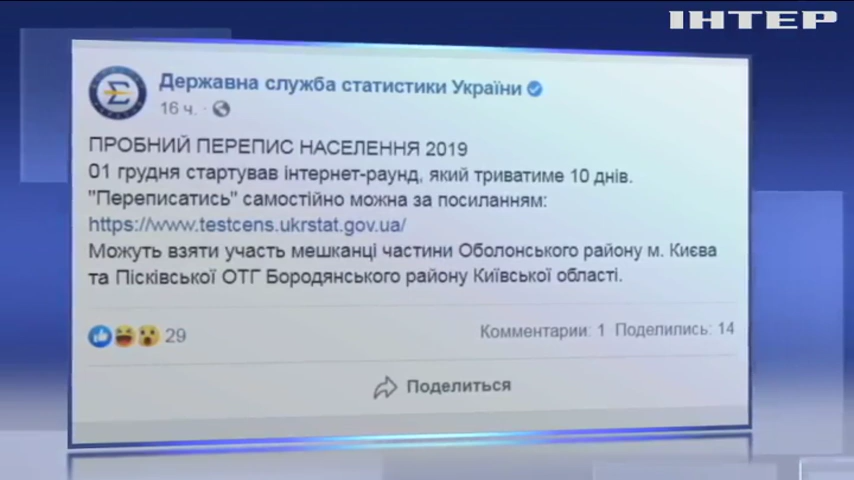 ІНТЕР
Державна служба статистики України
16 ч. ·
ПРОБНИЙ ПЕРЕПИС НАСЕЛЕННЯ 2019
01 грудня стартував інтернет-раунд, який триватиме 10 днів.
"Переписатись" самостійно можна за посиланням:
https://www.testcens.ukrstat.gov.ua/
Можуть взяти участь мешканці частини Оболонського району м. Києва
та Пісківської ОТГ Бородянського району Київської області.
29
Комментарии: 1 Поделились: 14
Поделиться